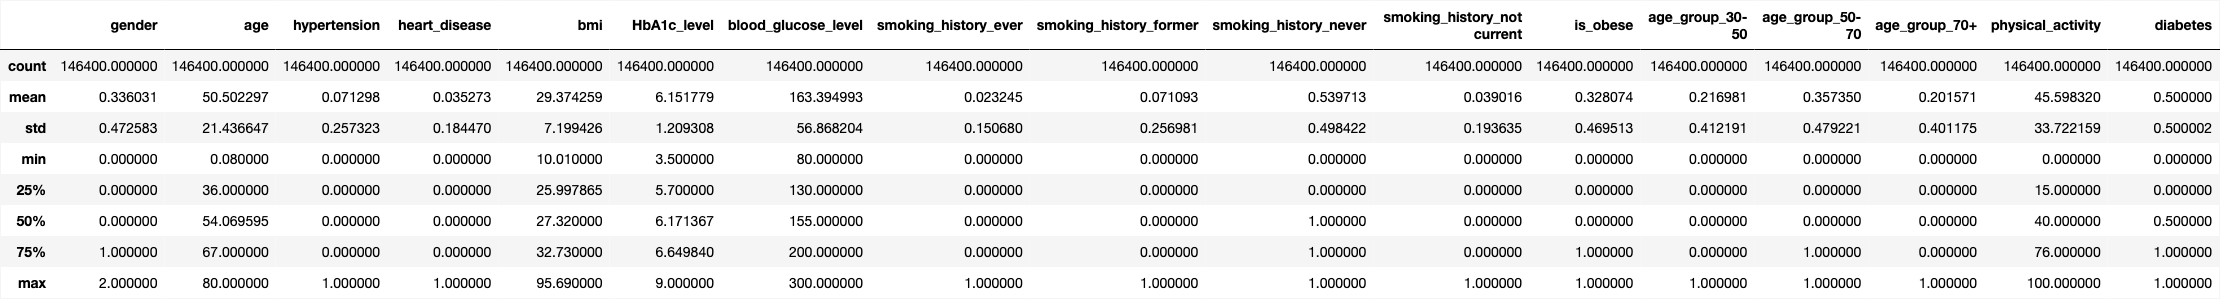 gender age hypertension heart_disease bmi HbA1c_level blood_glucose_level smoking_history_ever smoking_history_former smoking_history_never smoking_history_not current is_obese age_group_30-50 age_group_50-70 age_group_70+ physical_activity diabetes
count 146400.000000 146400.000000 146400.000000 146400.000000 146400.000000 146400.000000 146400.000000 146400.000000 146400.000000 146400.000000 146400.000000 146400.000000 146400.000000 146400.000000 146400.000000 146400.000000 146400.000000
mean 0.336031 50.502297 0.071298 0.035273 29.374259 6.151779 163.394993 0.023245 0.071093 0.539713 0.039016 0.328074 0.216981 0.357350 0.201571 45.598320 0.500000
std 0.472583 21.436647 0.257323 0.184470 7.199426 1.209308 56.868204 0.150680 0.256981 0.498422 0.193635 0.469513 0.412191 0.479221 0.401175 33.722159 0.500002
min 0.000000 0.080000 0.000000 0.000000 10.010000 3.500000 80.000000 0.000000 0.000000 0.000000 0.000000 0.000000 0.000000 0.000000 0.000000 0.000000 0.000000
25% 0.000000 36.000000 0.000000 0.000000 25.997865 5.700000 130.000000 0.000000 0.000000 0.000000 0.000000 0.000000 0.000000 0.000000 0.000000 15.000000 0.000000
50% 0.000000 54.069595 0.000000 0.000000 27.320000 6.171367 155.000000 0.000000 0.000000 1.000000 0.000000 0.000000 0.000000 0.000000 0.000000 40.000000 0.500000
75% 1.000000 67.000000 0.000000 0.000000 32.730000 6.649840 200.000000 0.000000 0.000000 1.000000 0.000000 1.000000 0.000000 1.000000 0.000000 76.000000 1.000000
max 2.000000 80.000000 1.000000 1.000000 95.690000 9.000000 300.000000 1.000000 1.000000 1.000000 1.000000 1.000000 1.000000 1.000000 1.000000 100.000000 1.000000